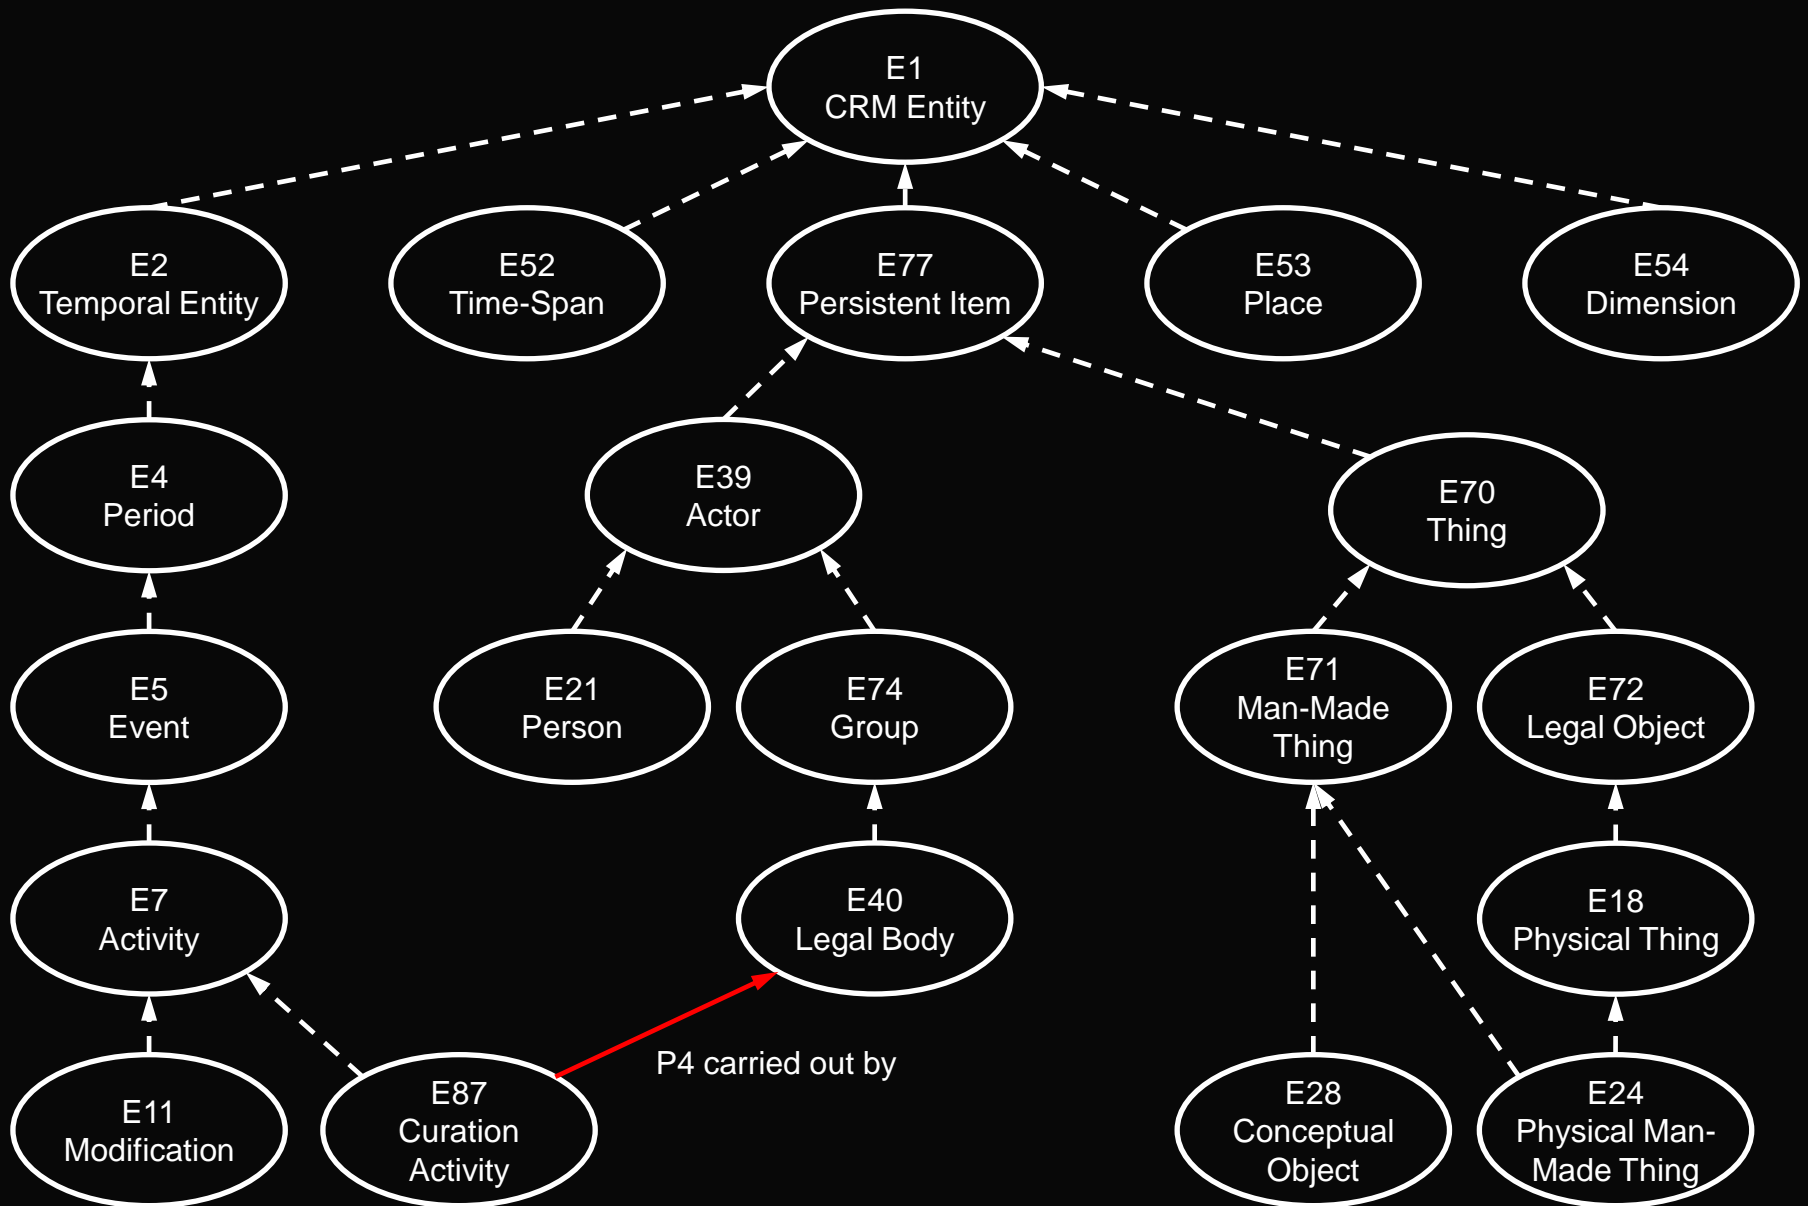 E1
CRM Entity
E2
Temporal Entity
E52
Time-Span
E77
Persistent Item
E53
Place
E54
Dimension
E4
Period
E39
Actor
E70
Thing
E5
Event
E21
Person
E74
Group
E71
Man-Made
Thing
E72
Legal Object
E7
Activity
E40
Legal Body
E18
Physical Thing
P4 carried out by
E11
Modification
E87
Curation
Activity
E28
Conceptual
Object
E24
Physical Man-
Made Thing